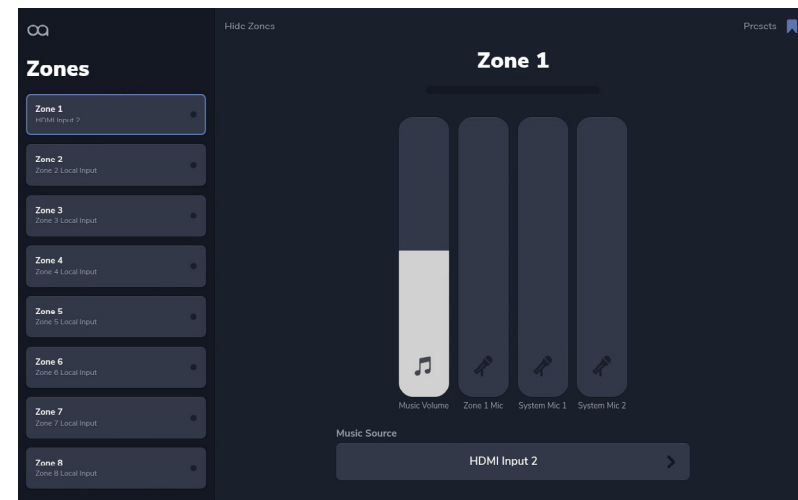 Zones
Zone 1
HDMI Input 2
Zone 2
Zone 2 Local Input
Zone 3
Zone 3 Local Input
Zone 4
Zone 4 Local Input
Zone 5
Zone 5 Local Input
Zone 6
Zone 6 Local Input
Zone 7
Zone 7 Local Input
Zone 8
Zone 8 Local Input
Hide Zones
Presets
Zone 1
Music Volume
Zone 1 Mic
System Mic 1
System Mic 2
Music Source
HDMI Input 2